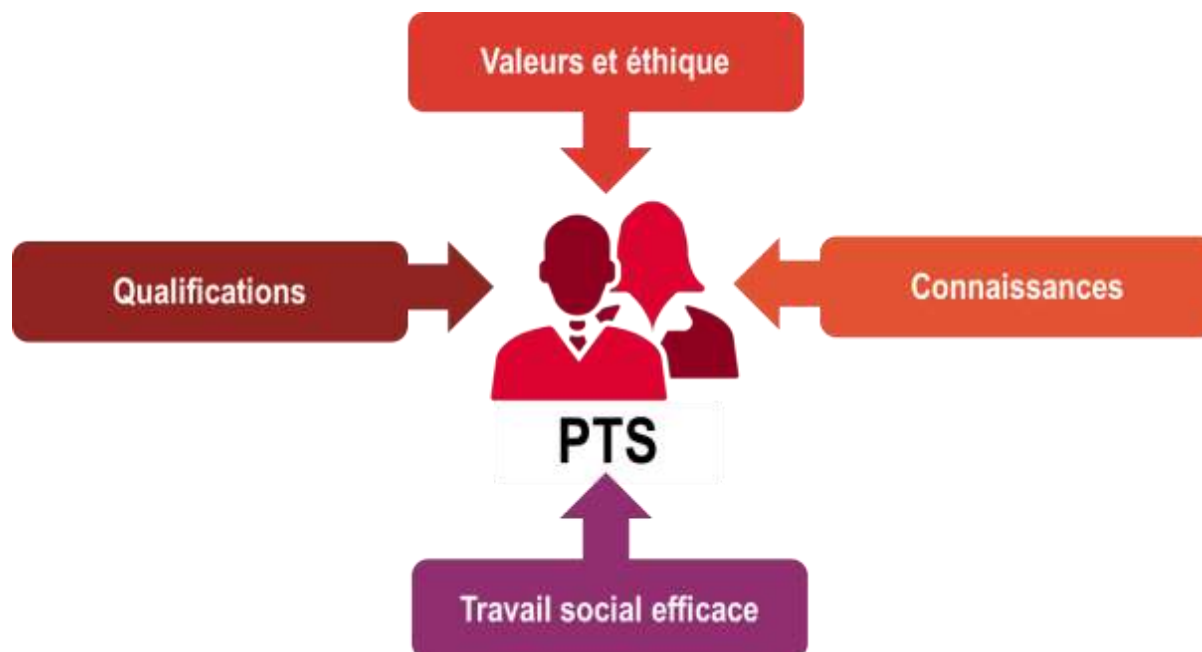 Valeurs et éthique
Qualifications
Connaissances
PTS
Travail social efficace